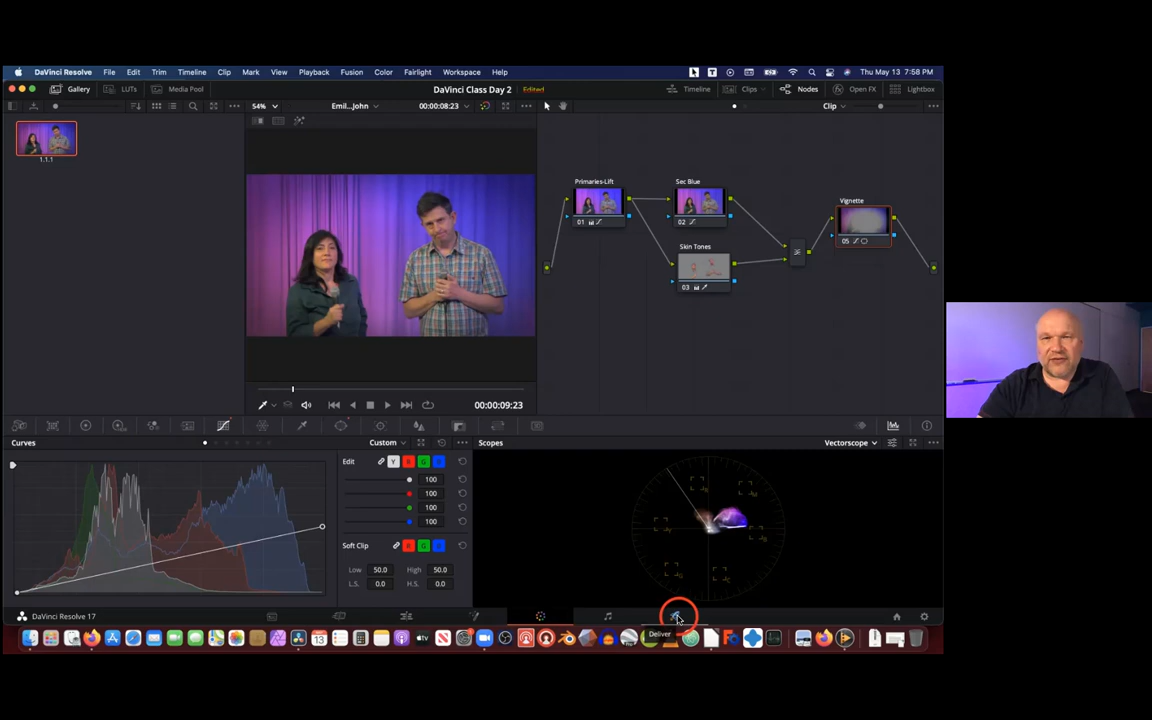 DaVinci Resolve File Edit Trim Timeline Clip Mark View Playback Fusion Color Fairlight Workspace Help Thu May 13 7:58 PM
Gallery LUTs Media Pool DaVinci Class Day 2 Edited Timeline Clips Nodes Open FX Lightbox
54% Emil...John 00:00:08:23 Clip
1.1.1
Primaries-Lift
01
Sec Blue
02
Skin Tones
03
Vignette
05
00:00:09:23
Curves Custom Scopes Vectorscope
Edit Y R G B
100
100
100
100
Soft Clip R G B
Low 50.0 High 50.0
L.S. 0.0 H.S. 0.0
DaVinci Resolve 17
Deliver
13